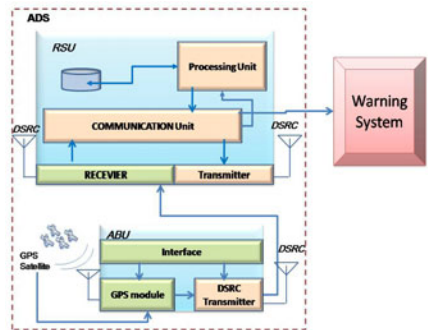 ADS
RSU
Processing Unit
Warning
System
DSRC
COMMUNICATION Unit
DSRC
RECEVIER
Transmitter
ABU
Interface
DSRC
GPS
Satellite
GPS module
DSRC
Transmitter